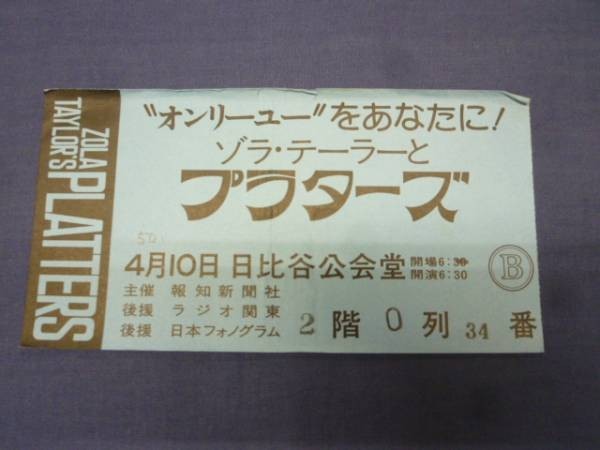 ZOLA
TAYLOR'S
PLATTERS
"オンリーユー"をあなたに!
ゾラ・テーラーと
プラターズ
4月10日 日比谷公会堂 開場6:30
開演6:30
主催 報知新聞社
後援 ラジオ関東
後援 日本フォノグラム
2階 O列 34番
B